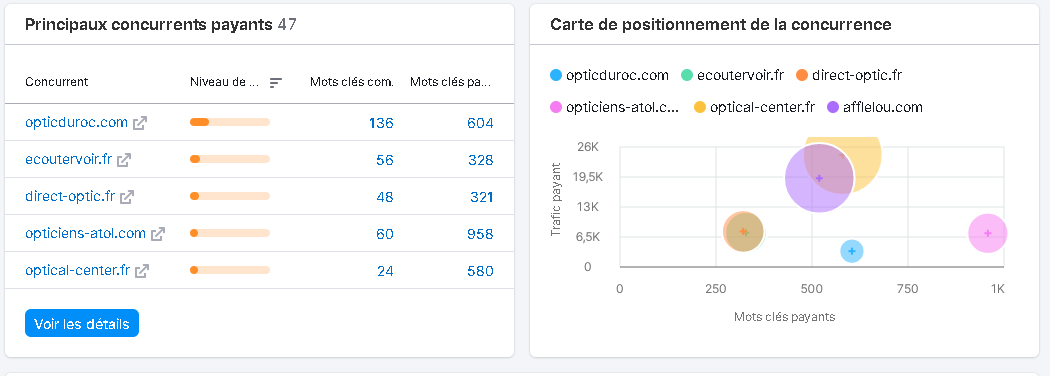 Principaux concurrents payants 47
Concurrent Niveau de ... Mots clés com. Mots clés pa...
opticduroc.com 136 604
ecoutervoir.fr 56 328
direct-optic.fr 48 321
opticiens-atol.com 60 958
optical-center.fr 24 580
Voir les détails
Carte de positionnement de la concurrence
opticduroc.com ecoutervoir.fr direct-optic.fr
opticiens-atol.c... optical-center.fr afflelou.com
Trafic payant
26K
19,5K
13K
6,5K
0
0 250 500 750 1K
Mots clés payants